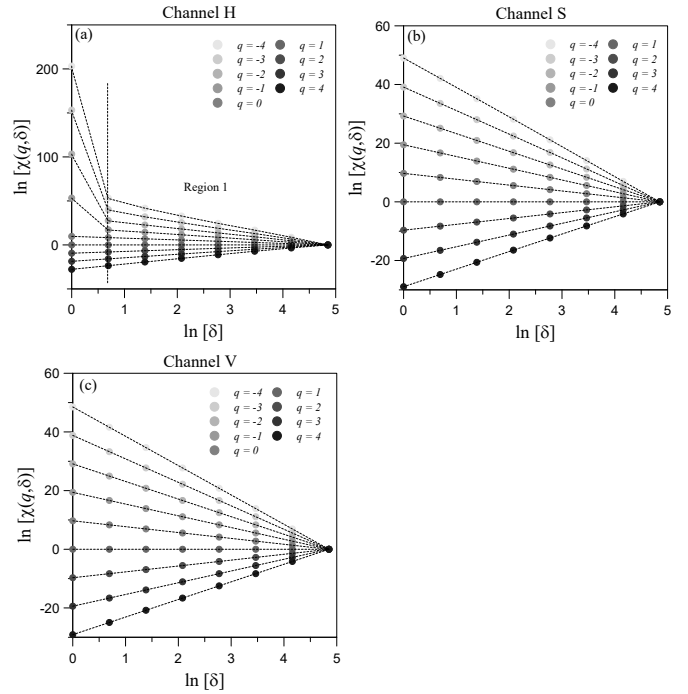 Channel H
(a)
q = -4
q = -3
q = -2
q = -1
q = 0
q = 1
q = 2
q = 3
q = 4
Region 1
ln [χ(q,δ)]
200
100
0
0
1
2
3
4
5
ln [δ]
Channel S
(b)
q = -4
q = -3
q = -2
q = -1
q = 0
q = 1
q = 2
q = 3
q = 4
ln [χ(q,δ)]
60
40
20
0
-20
0
1
2
3
4
5
ln [δ]
Channel V
(c)
q = -4
q = -3
q = -2
q = -1
q = 0
q = 1
q = 2
q = 3
q = 4
ln [χ(q,δ)]
60
40
20
0
-20
0
1
2
3
4
5
ln [δ]